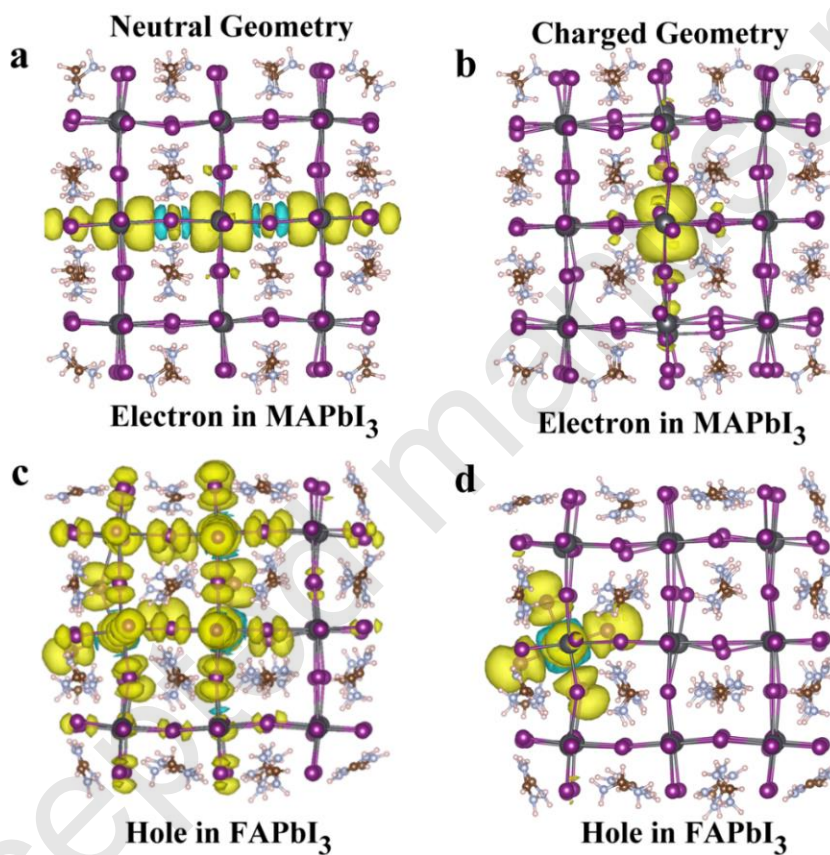 Neutral Geometry
Charged Geometry
a
b
Electron in MAPbI₃
Electron in MAPbI₃
c
d
Hole in FAPbI₃
Hole in FAPbI₃